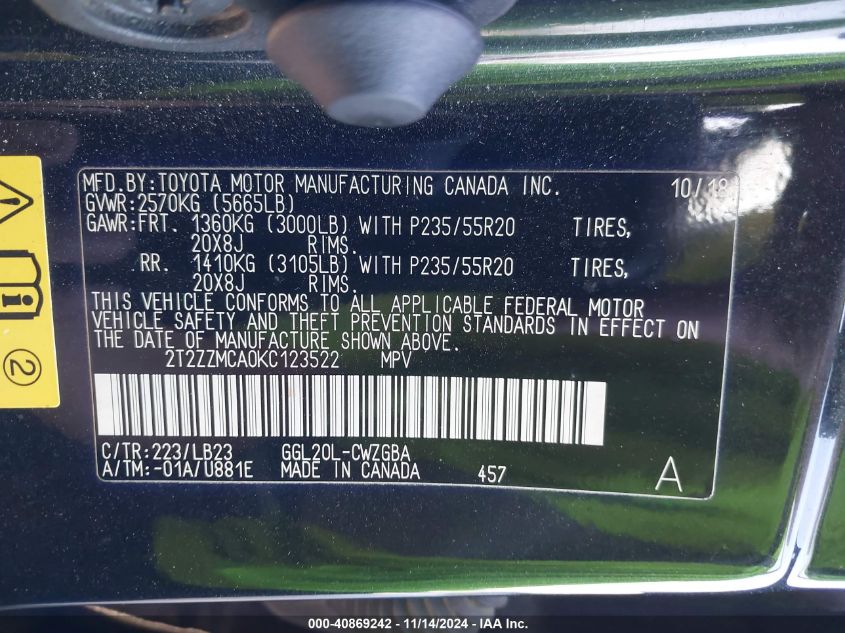 MFD.BY:TOYOTA MOTOR MANUFACTURING CANADA INC. 10/18
GVWR:2570KG (5665LB)
GAWR:FRT. 1360KG (3000LB) WITH P235/55R20 TIRES,
20X8J RIMS.
RR. 1410KG (3105LB) WITH P235/55R20 TIRES,
20X8J RIMS.
THIS VEHICLE CONFORMS TO ALL APPLICABLE FEDERAL MOTOR
VEHICLE SAFETY AND THEFT PREVENTION STANDARDS IN EFFECT ON
THE DATE OF MANUFACTURE SHOWN ABOVE.
2T2ZZMCA0KC123522 MPV
C/TR:223/LB23 GGL20L-CWZGBA
A/TM:-01A/U881E MADE IN CANADA 457 A
2
000-40869242 - 11/14/2024 - IAA Inc.